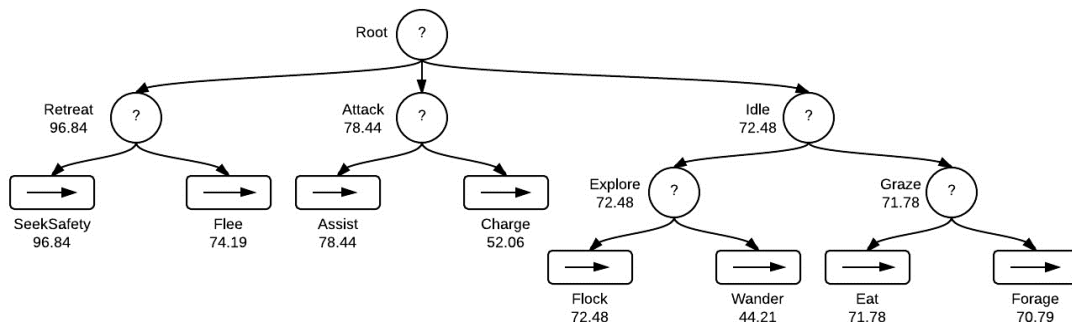 Root
?
Retreat
96.84
?
Attack
78.44
?
Idle
72.48
?
SeekSafety
96.84
Flee
74.19
Assist
78.44
Charge
52.06
Explore
72.48
?
Graze
71.78
?
Flock
72.48
Wander
44.21
Eat
71.78
Forage
70.79